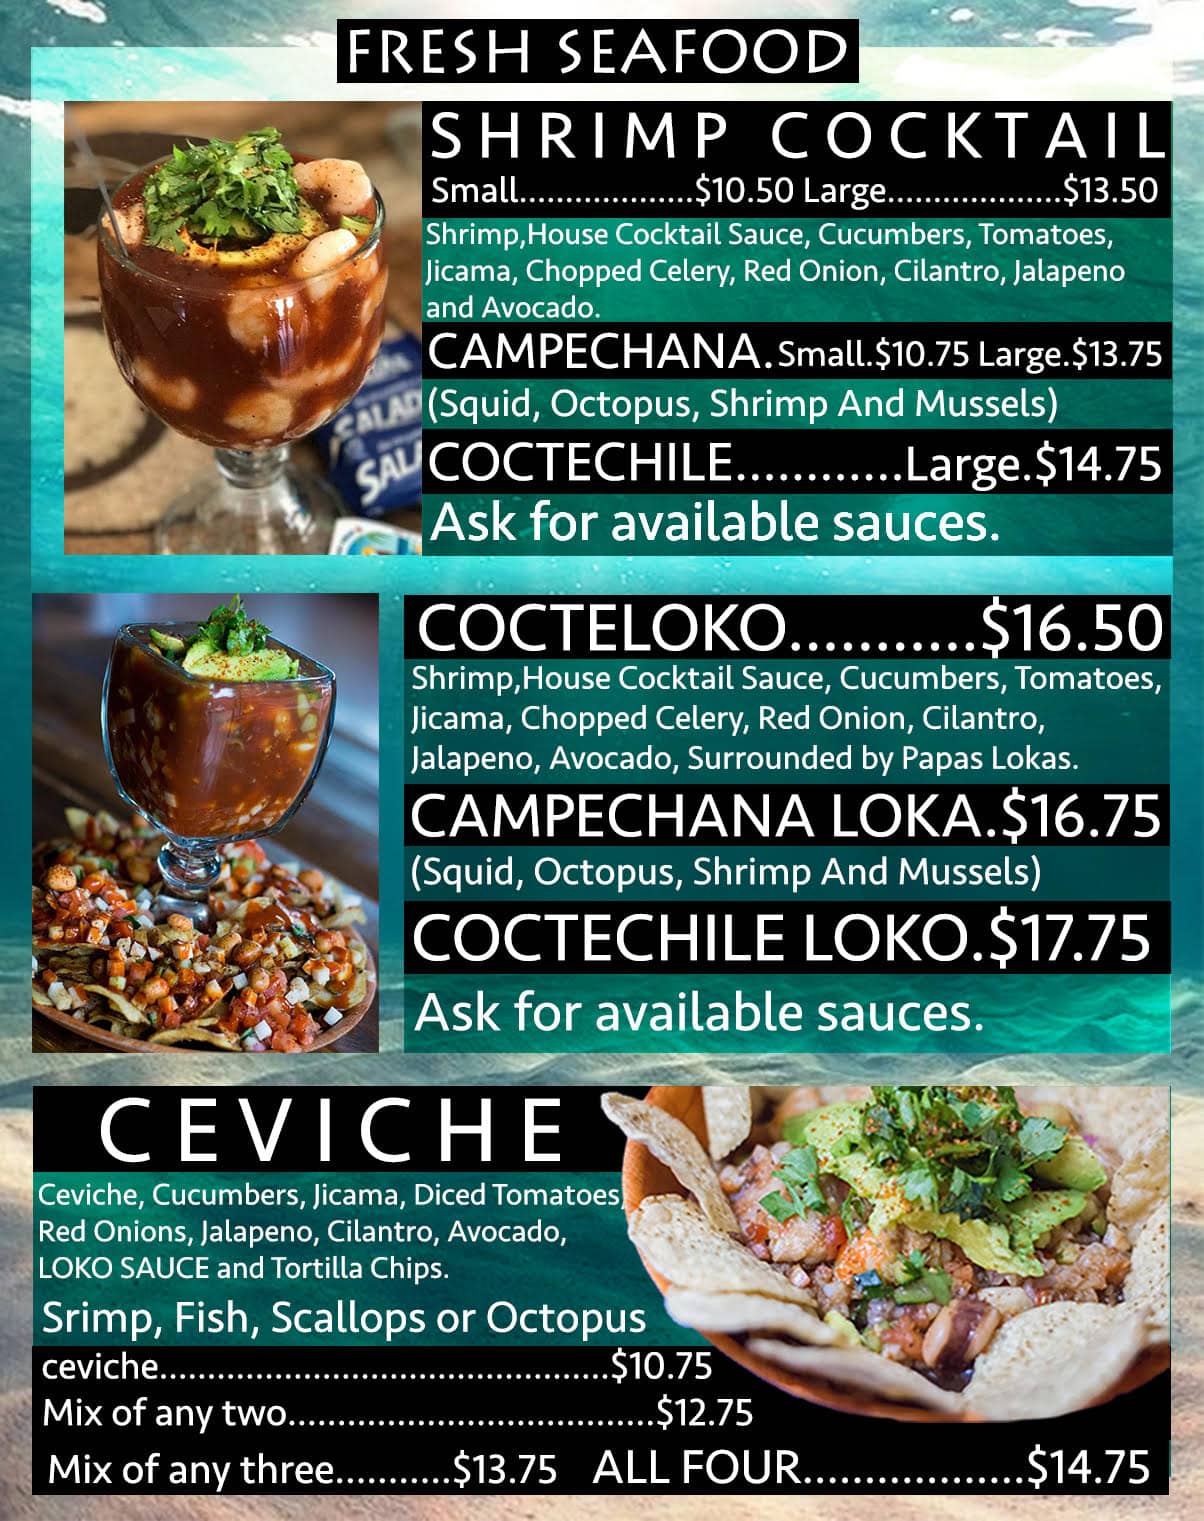 FRESH SEAFOOD
SHRIMP COCKTAIL
Small...................$10.50 Large...................$13.50
Shrimp,House Cocktail Sauce, Cucumbers, Tomatoes,
Jicama, Chopped Celery, Red Onion, Cilantro, Jalapeno
and Avocado.
CAMPECHANA.Small.$10.75 Large.$13.75
(Squid, Octopus, Shrimp And Mussels)
COCTECHILE............Large.$14.75
Ask for available sauces.
SALAD
SAL
COCTELOKO...........$16.50
Shrimp,House Cocktail Sauce, Cucumbers, Tomatoes,
Jicama, Chopped Celery, Red Onion, Cilantro,
Jalapeno, Avocado, Surrounded by Papas Lokas.
CAMPECHANA LOKA.$16.75
(Squid, Octopus, Shrimp And Mussels)
COCTECHILE LOKO.$17.75
Ask for available sauces.
CEVICHE
Ceviche, Cucumbers, Jicama, Diced Tomatoes,
Red Onions, Jalapeno, Cilantro, Avocado,
LOKO SAUCE and Tortilla Chips.
Srimp, Fish, Scallops or Octopus
ceviche.................................................$10.75
Mix of any two........................................$12.75
Mix of any three...........$13.75 ALL FOUR.....................$14.75